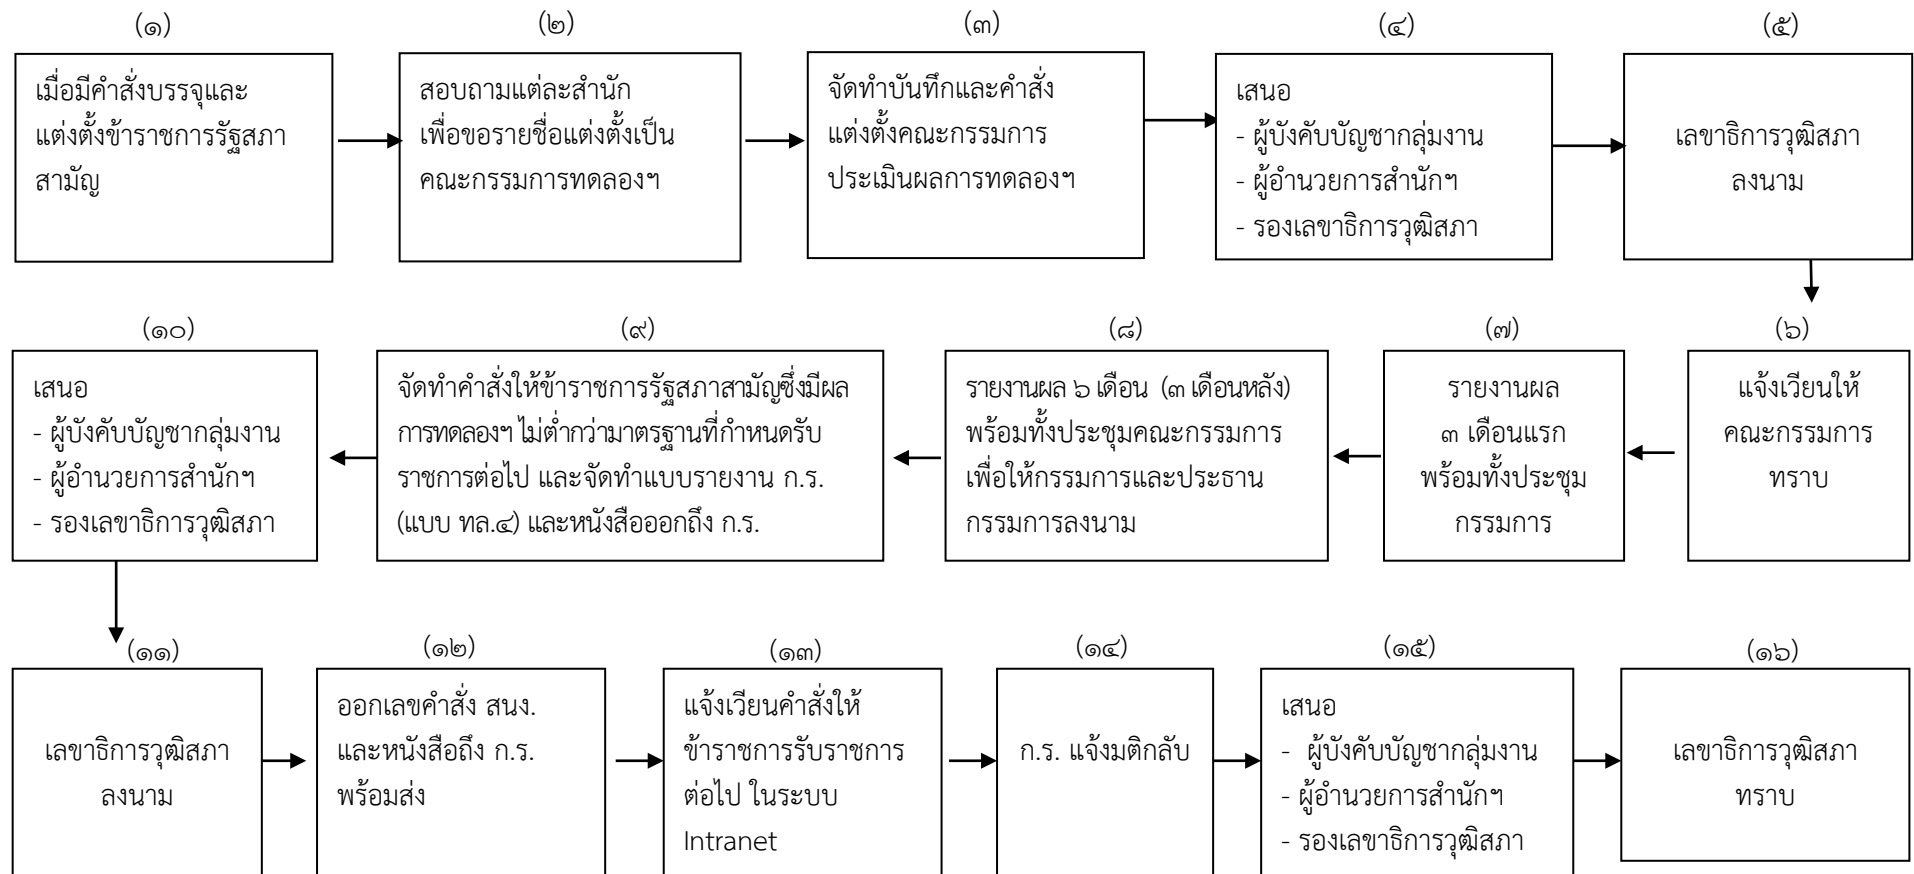 (๑)
เมื่อมีคำสั่งบรรจุและ
แต่งตั้งข้าราชการรัฐสภา
สามัญ
(๒)
สอบถามแต่ละสำนัก
เพื่อขอรายชื่อแต่งตั้งเป็น
คณะกรรมการทดลองฯ
(๓)
จัดทำบันทึกและคำสั่ง
แต่งตั้งคณะกรรมการ
ประเมินผลการทดลองฯ
(๔)
เสนอ
- ผู้บังคับบัญชากลุ่มงาน
- ผู้อำนวยการสำนักฯ
- รองเลขาธิการวุฒิสภา
(๕)
เลขาธิการวุฒิสภา
ลงนาม
(๖)
แจ้งเวียนให้
คณะกรรมการ
ทราบ
(๗)
รายงานผล
๓ เดือนแรก
พร้อมทั้งประชุม
กรรมการ
(๘)
รายงานผล ๖ เดือน (๓ เดือนหลัง)
พร้อมทั้งประชุมคณะกรรมการ
เพื่อให้กรรมการและประธาน
กรรมการลงนาม
(๙)
จัดทำคำสั่งให้ข้าราชการรัฐสภาสามัญซึ่งมีผล
การทดลองฯ ไม่ต่ำกว่ามาตรฐานที่กำหนดรับ
ราชการต่อไป และจัดทำแบบรายงาน ก.ร.
(แบบ ทล.๔) และหนังสือออกถึง ก.ร.
(๑๐)
เสนอ
- ผู้บังคับบัญชากลุ่มงาน
- ผู้อำนวยการสำนักฯ
- รองเลขาธิการวุฒิสภา
(๑๑)
เลขาธิการวุฒิสภา
ลงนาม
(๑๒)
ออกเลขคำสั่ง สนง.
และหนังสือถึง ก.ร.
พร้อมส่ง
(๑๓)
แจ้งเวียนคำสั่งให้
ข้าราชการรับราชการ
ต่อไป ในระบบ
Intranet
(๑๔)
ก.ร. แจ้งมติกลับ
(๑๕)
เสนอ
- ผู้บังคับบัญชากลุ่มงาน
- ผู้อำนวยการสำนักฯ
- รองเลขาธิการวุฒิสภา
(๑๖)
เลขาธิการวุฒิสภา
ทราบ